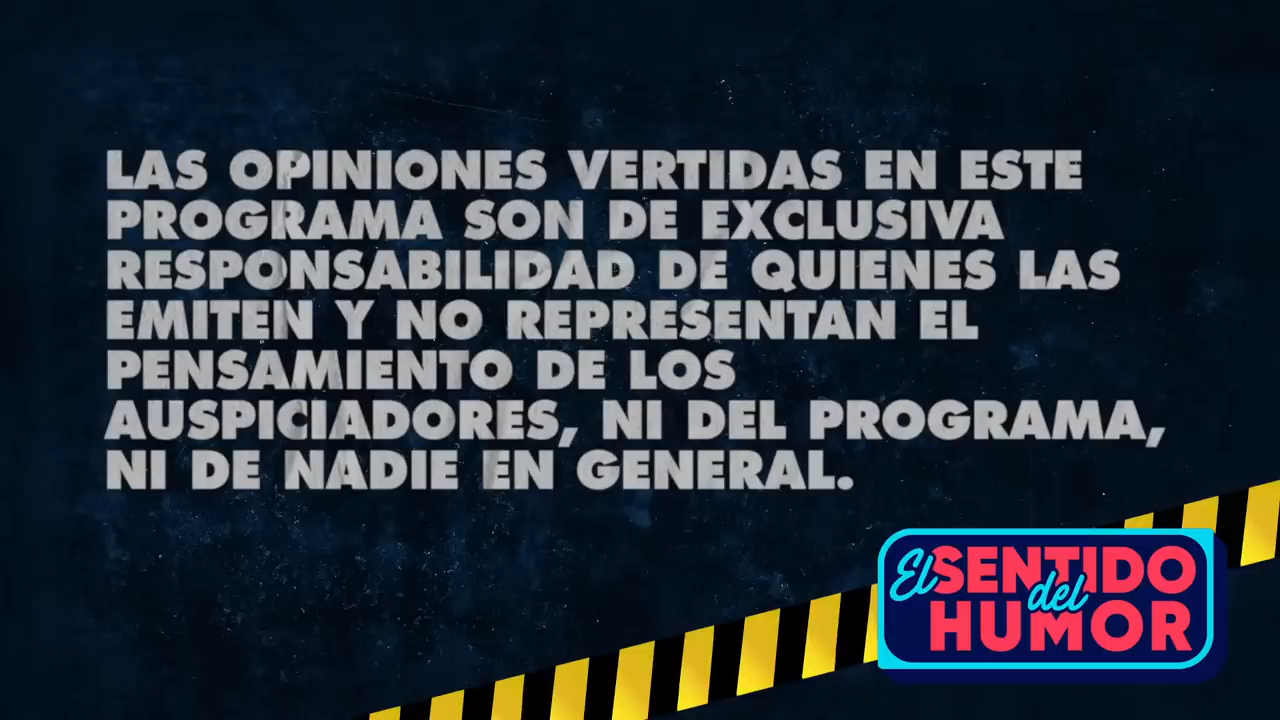 LAS OPINIONES VERTIDAS EN ESTE
PROGRAMA SON DE EXCLUSIVA
RESPONSABILIDAD DE QUIENES LAS
EMITEN Y NO REPRESENTAN EL
PENSAMIENTO DE LOS
AUSPICIADORES, NI DEL PROGRAMA,
NI DE NADIE EN GENERAL.
El SENTIDO
del
HUMOR